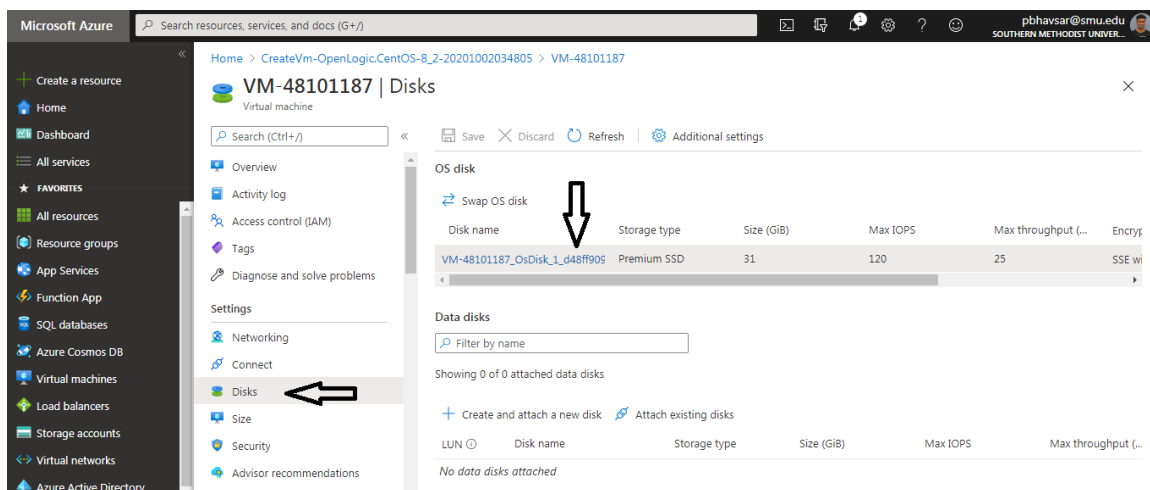 Microsoft Azure
Search resources, services, and docs (G+/)
1
pbhavsar@smu.edu
SOUTHERN METHODIST UNIVER...
Home > CreateVm-OpenLogic.CentOS-8_2-20201002034805 > VM-48101187
VM-48101187 | Disks
Virtual machine
Create a resource
Home
Dashboard
All services
FAVORITES
All resources
Resource groups
App Services
Function App
SQL databases
Azure Cosmos DB
Virtual machines
Load balancers
Storage accounts
Virtual networks
Azure Active Directory
Search (Ctrl+/)
Overview
Activity log
Access control (IAM)
Tags
Diagnose and solve problems
Settings
Networking
Connect
Disks
Size
Security
Advisor recommendations
Save Discard Refresh Additional settings
OS disk
Swap OS disk
Disk name Storage type Size (GiB) Max IOPS Max throughput (... Encryp
VM-48101187_OsDisk_1_d48ff909 Premium SSD 31 120 25 SSE wi
Data disks
Filter by name
Showing 0 of 0 attached data disks
Create and attach a new disk Attach existing disks
LUN Disk name Storage type Size (GiB) Max IOPS Max throughput (...
No data disks attached